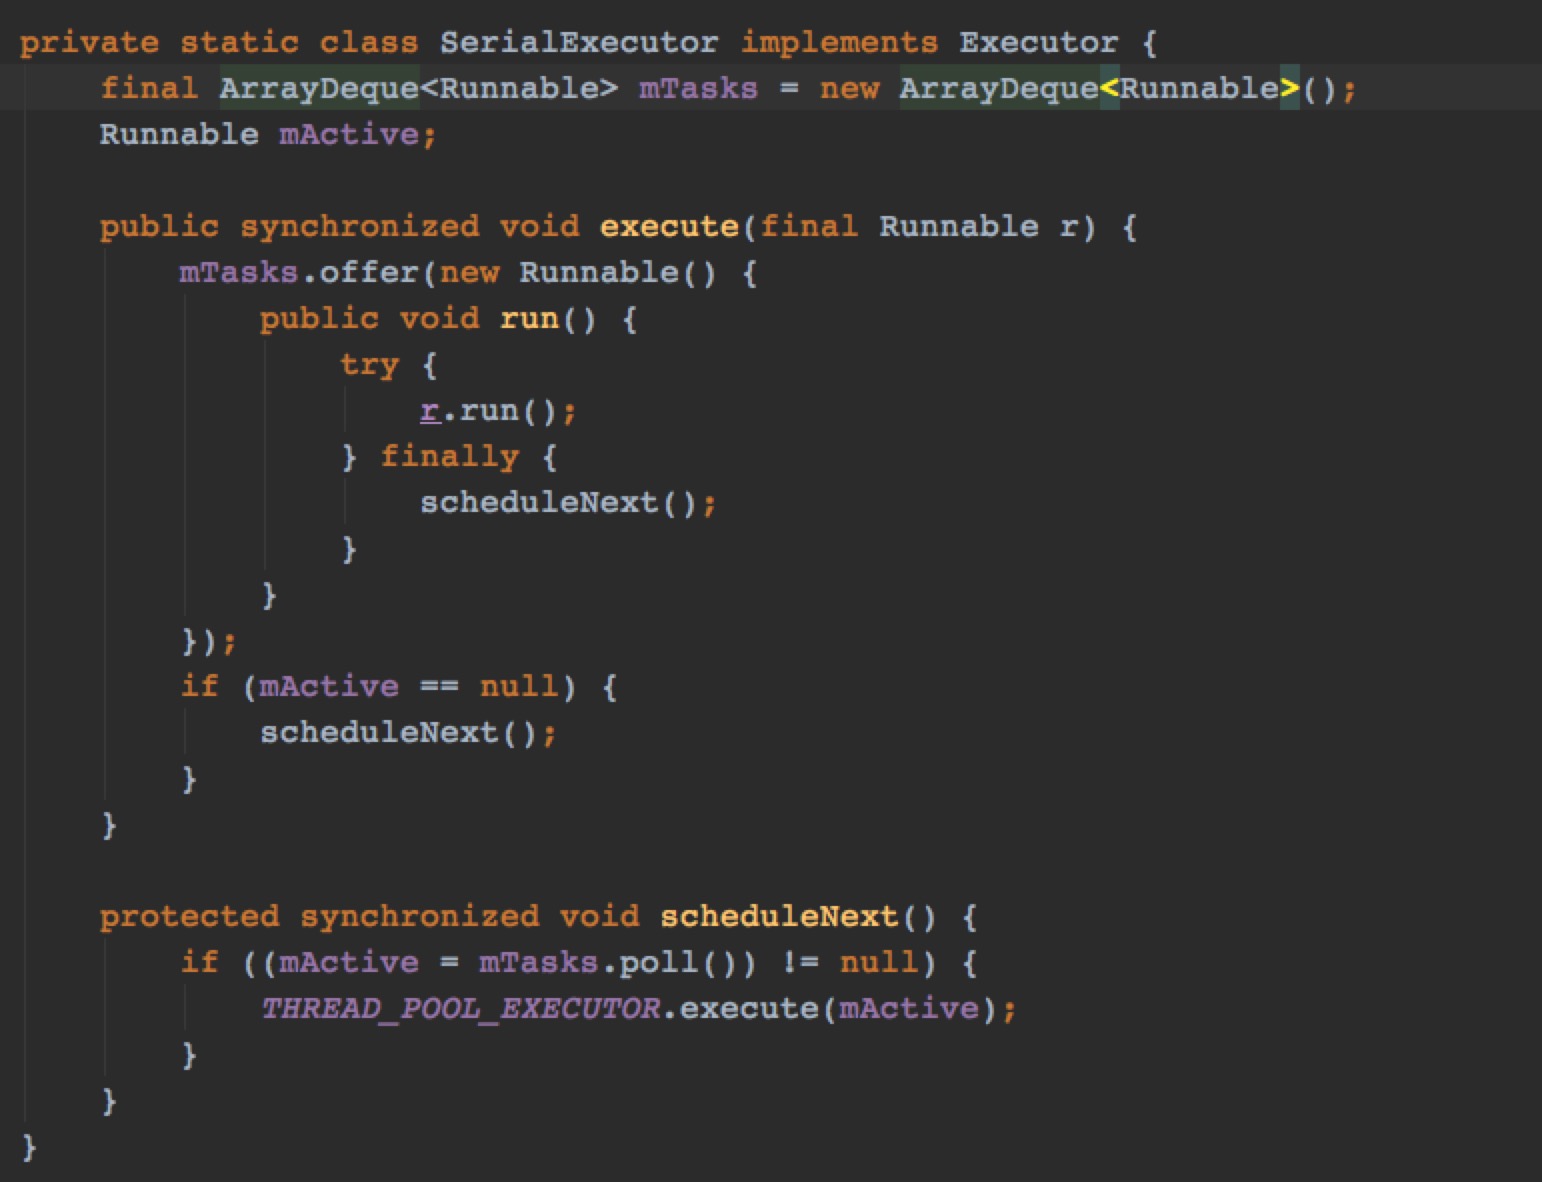 private static class SerialExecutor implements Executor {
    final ArrayDeque<Runnable> mTasks = new ArrayDeque<Runnable>();
    Runnable mActive;

    public synchronized void execute(final Runnable r) {
        mTasks.offer(new Runnable() {
            public void run() {
                try {
                    r.run();
                } finally {
                    scheduleNext();
                }
            }
        });
        if (mActive == null) {
            scheduleNext();
        }
    }

    protected synchronized void scheduleNext() {
        if ((mActive = mTasks.poll()) != null) {
            THREAD_POOL_EXECUTOR.execute(mActive);
        }
    }
}